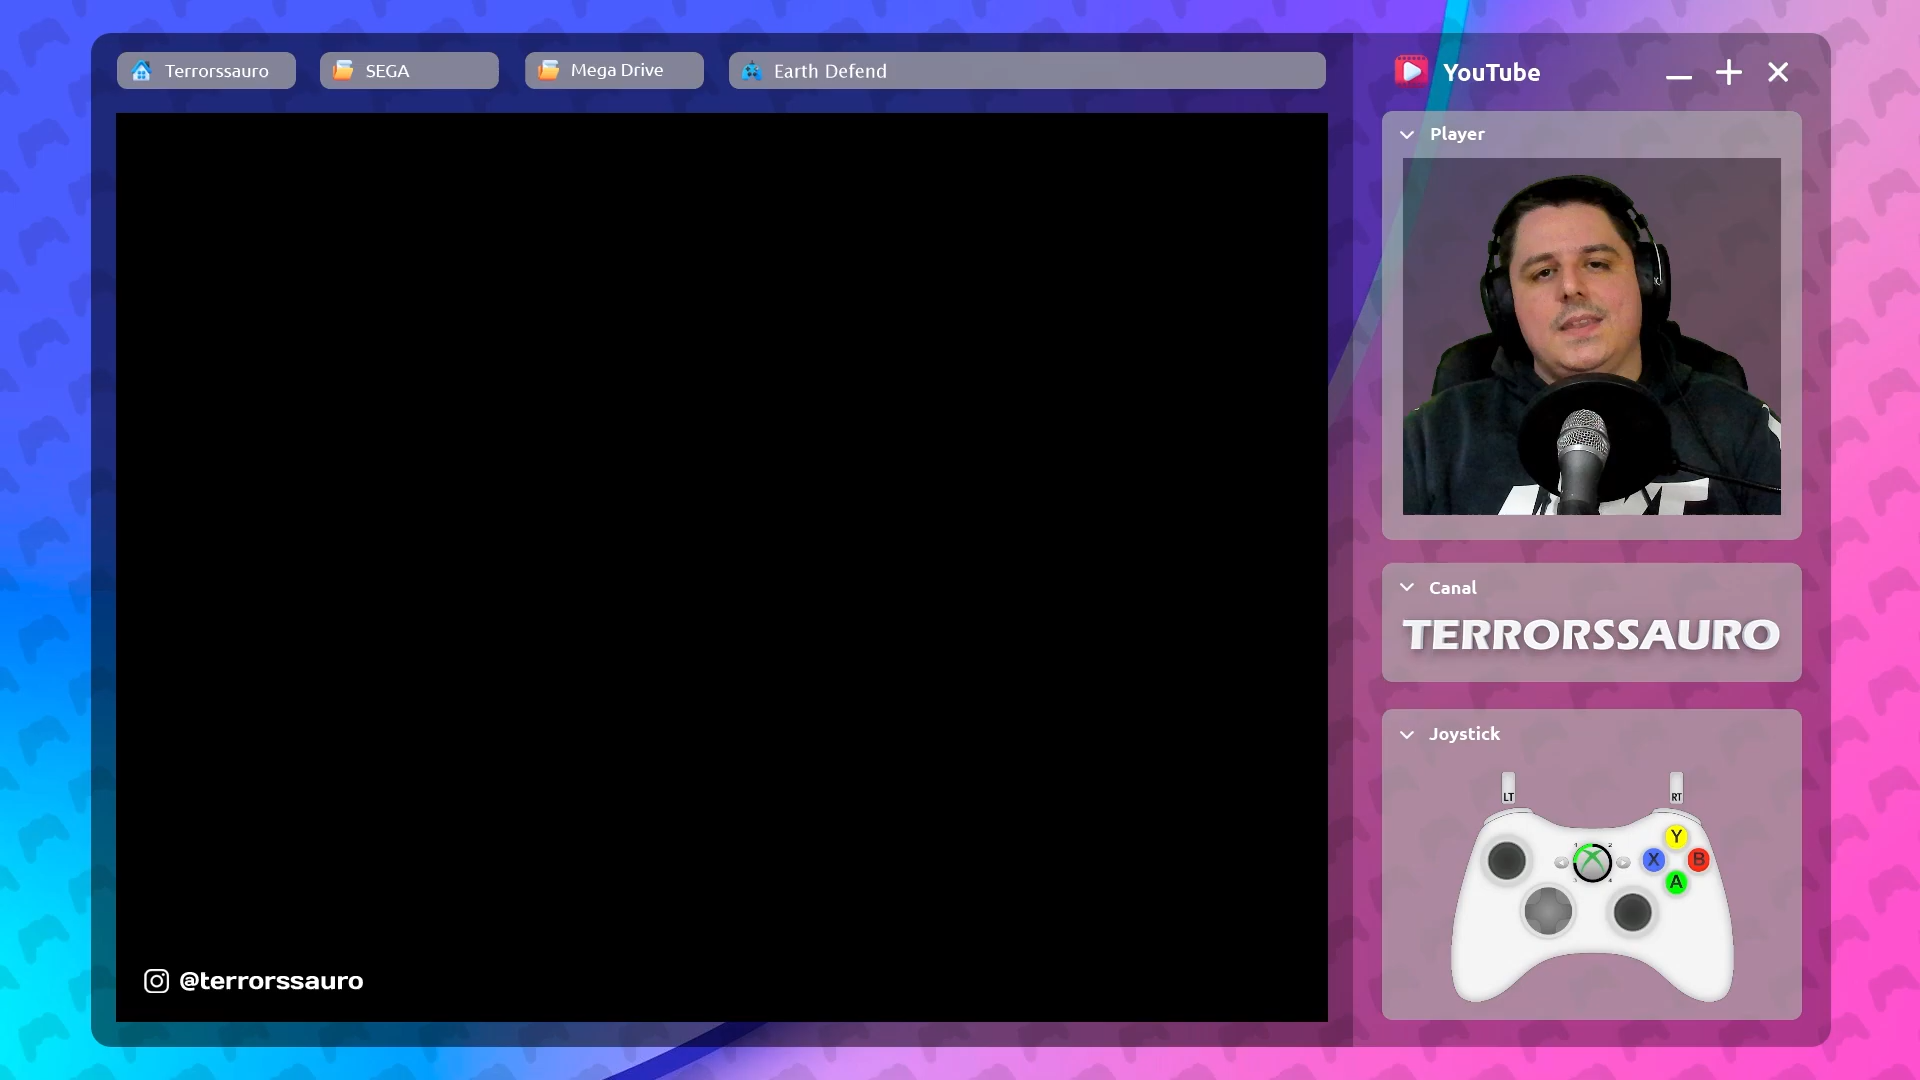 Terrorssauro
SEGA
Mega Drive
Earth Defend
YouTube
Player
Canal
TERRORSSAURO
Joystick
LT
RT
Y
X
B
A
@terrorssauro